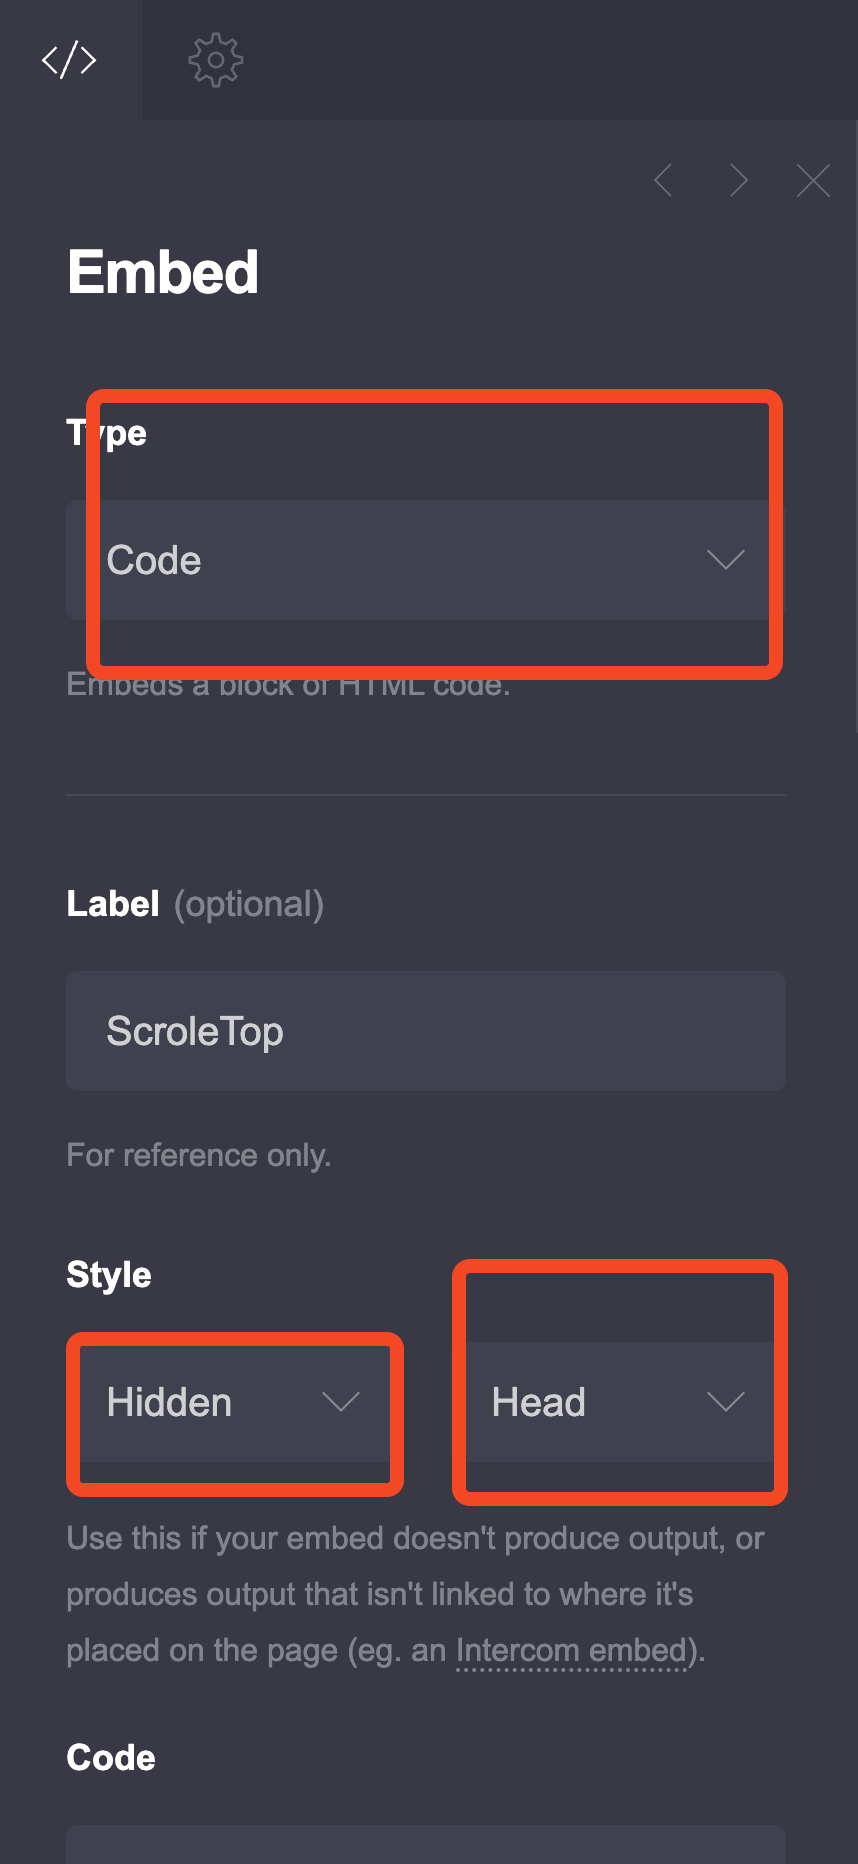 Embed
Type
Code
Embeds a block of HTML code.
Label (optional)
ScroleTop
For reference only.
Style
Hidden
Head
Use this if your embed doesn't produce output, or
produces output that isn't linked to where it's
placed on the page (eg. an Intercom embed).
Code